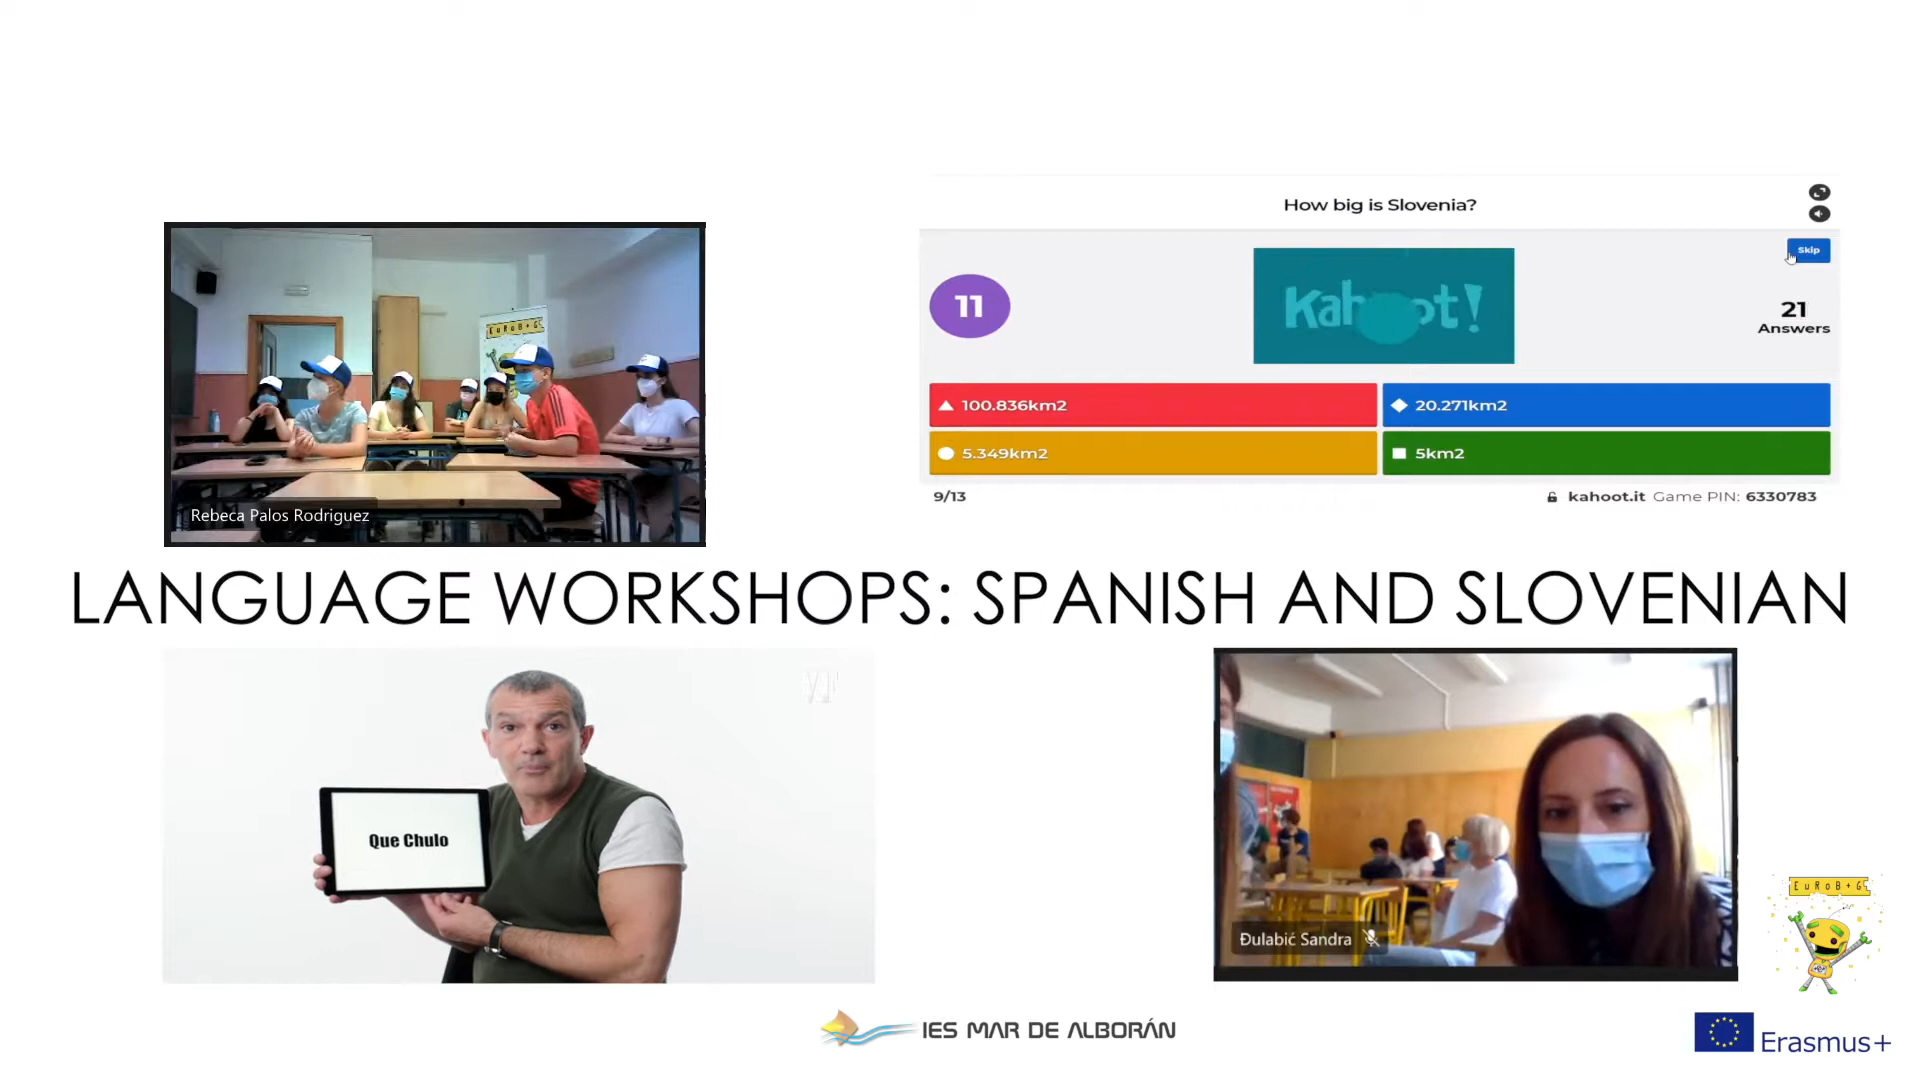 How big is Slovenia?
Skip
11
Kahoot!
21
Answers
100.836km2
20.271km2
5.349km2
5km2
9/13
kahoot.it Game PIN: 6330783
EuRoB+G
Rebeca Palos Rodriguez
LANGUAGE WORKSHOPS: SPANISH AND SLOVENIAN
Que Chulo
Đulabić Sandra
EuRoB+G
IES MAR DE ALBORÁN
Erasmus+